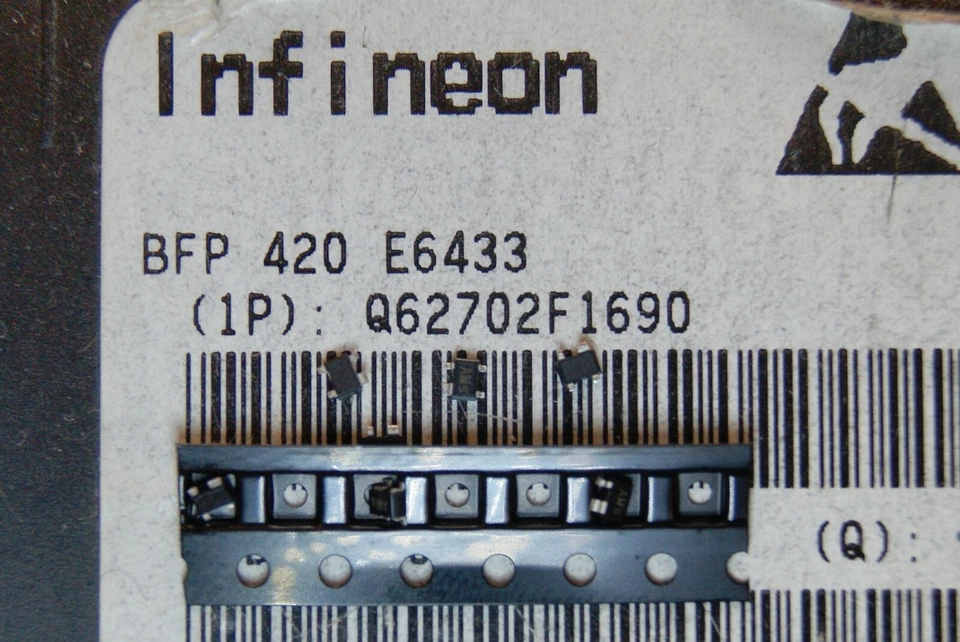 Infineon
BFP 420 E6433
(1P): Q62702F1690
(Q):